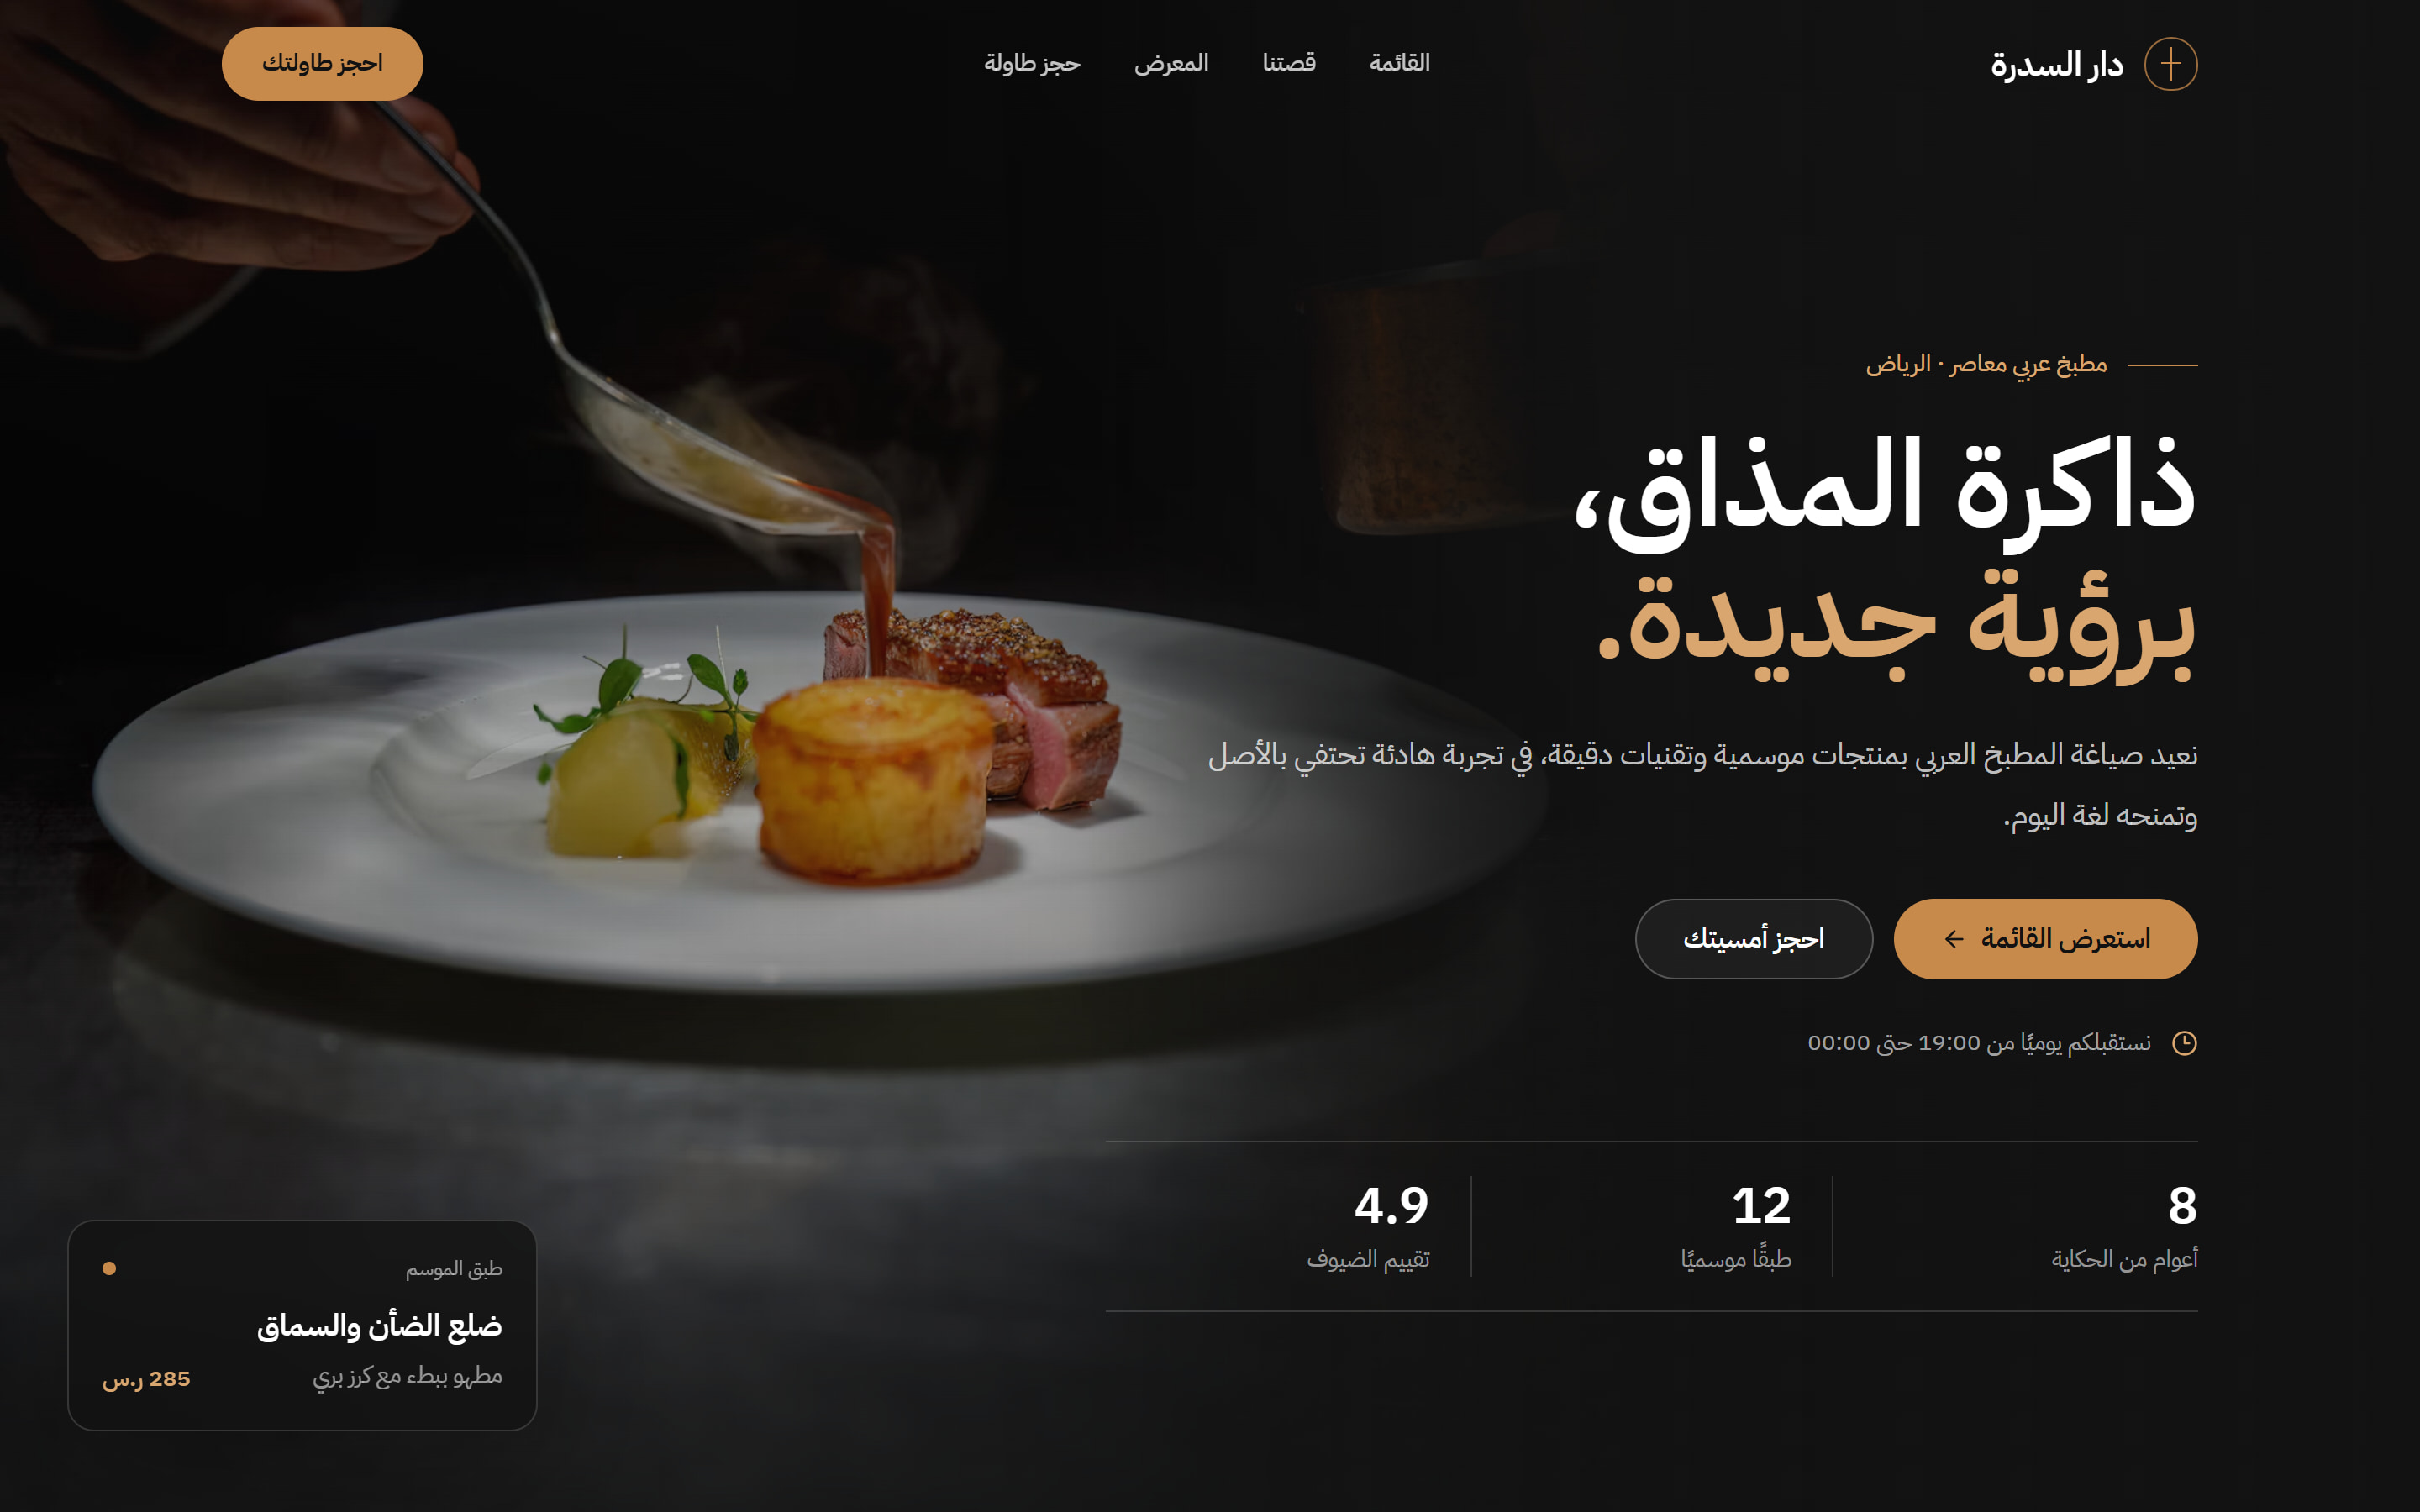 دار السدرة
القائمة
قصتنا
المعرض
حجز طاولة
احجز طاولتك
مطبخ عربي معاصر · الرياض
ذاكرة المذاق،
برؤية جديدة.
نعيد صياغة المطبخ العربي بمنتجات موسمية وتقنيات دقيقة، في تجربة هادئة تحتفي بالأصل
وتمنحه لغة اليوم.
استعرض القائمة ←
احجز أمسيتك
نستقبلكم يوميًا من 19:00 حتى 00:00
8
أعوام من الحكاية
12
طبقًا موسميًا
4.9
تقييم الضيوف
طبق الموسم
ضلع الضأن والسماق
مطهو ببطء مع كرز بري
285 ر.س